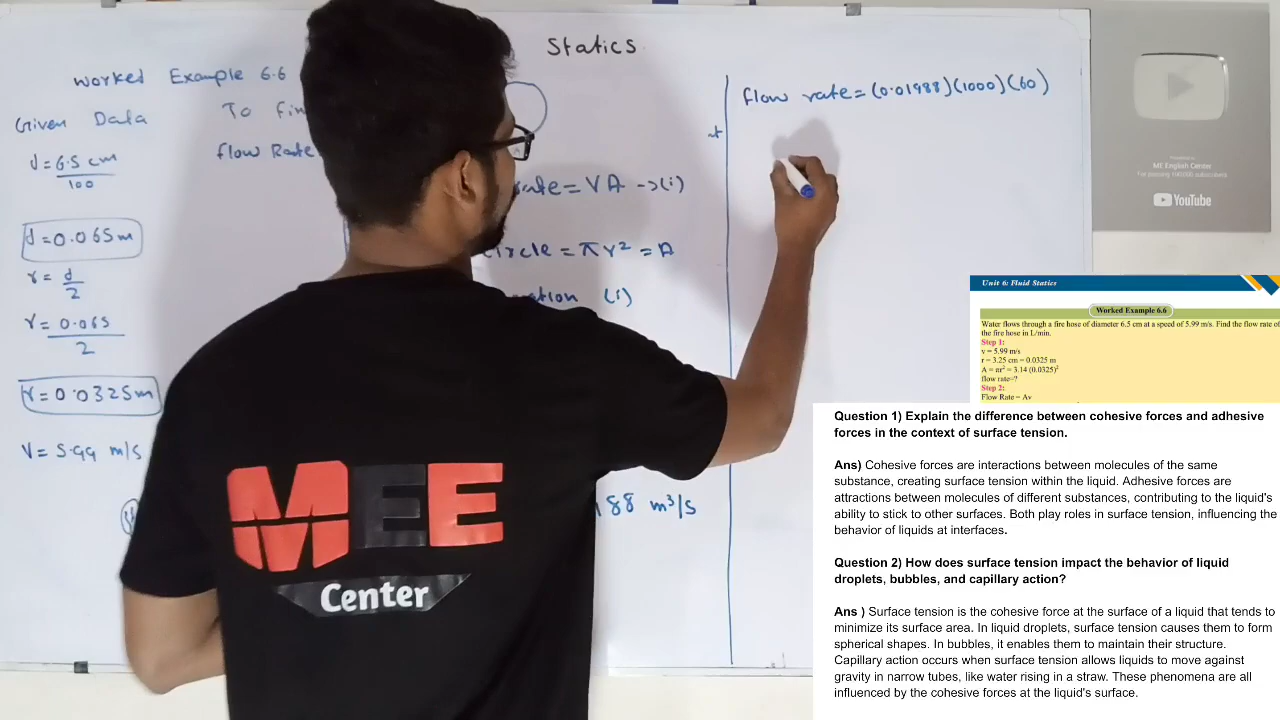 Statics
Worked Example 6.6
Given Data
To
d = 6.5 cm
100
flow Rate
d = 0.065 m
r = d
2
r = 0.065
2
r = 0.0325 m
V = 5.99 m/s
rate = VA → (i)
= πr² = A
(i)
m³/s
flow rate = (0.01988)(1000)(60)
MEE
Center
ME English Center
For passing 100,000 subscribers
YouTube
Unit 6: Fluid Statics
Worked Example 6.6
Water flows through a fire hose of diameter 6.5 cm at a speed of 5.99 m/s. Find the flow rate of
the fire hose in L/min.
Step 1:
v = 5.99 m/s
r = 3.25 cm = 0.0325 m
A = πr² = 3.14 (0.0325)²
flow rate=?
Step 2:
Flow Rate = Av
Question 1) Explain the difference between cohesive forces and adhesive
forces in the context of surface tension.
Ans) Cohesive forces are interactions between molecules of the same
substance, creating surface tension within the liquid. Adhesive forces are
attractions between molecules of different substances, contributing to the liquid's
ability to stick to other surfaces. Both play roles in surface tension, influencing the
behavior of liquids at interfaces.
Question 2) How does surface tension impact the behavior of liquid
droplets, bubbles, and capillary action?
Ans ) Surface tension is the cohesive force at the surface of a liquid that tends to
minimize its surface area. In liquid droplets, surface tension causes them to form
spherical shapes. In bubbles, it enables them to maintain their structure.
Capillary action occurs when surface tension allows liquids to move against
gravity in narrow tubes, like water rising in a straw. These phenomena are all
influenced by the cohesive forces at the liquid's surface.